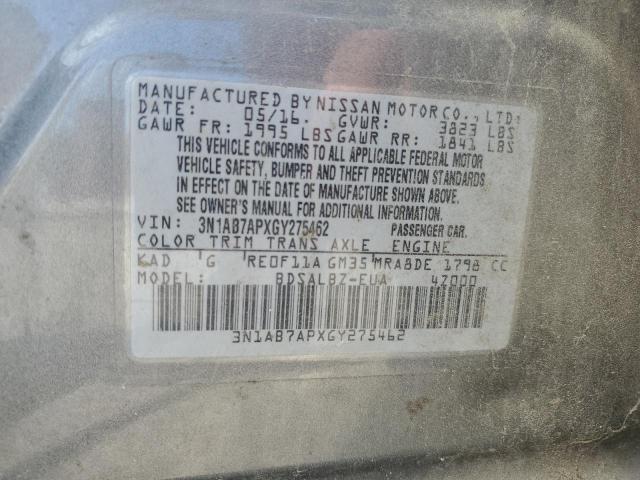 MANUFACTURED BY NISSAN MOTOR CO., LTD.
DATE: 05/16. GVWR: 3823 LBS
GAWR FR: 1995 LBS GAWR RR: 1841 LBS
THIS VEHICLE CONFORMS TO ALL APPLICABLE FEDERAL MOTOR
VEHICLE SAFETY, BUMPER AND THEFT PREVENTION STANDARDS
IN EFFECT ON THE DATE OF MANUFACTURE SHOWN ABOVE.
SEE OWNER'S MANUAL FOR ADDITIONAL INFORMATION.
VIN: 3N1AB7APXGY275462 PASSENGER CAR.
COLOR TRIM TRANS AXLE ENGINE
KAD G RE0F11A GM35 MRA8DE 1798 CC
MODEL: BDSALBZ-EUA 47000
3N1AB7APXGY275462